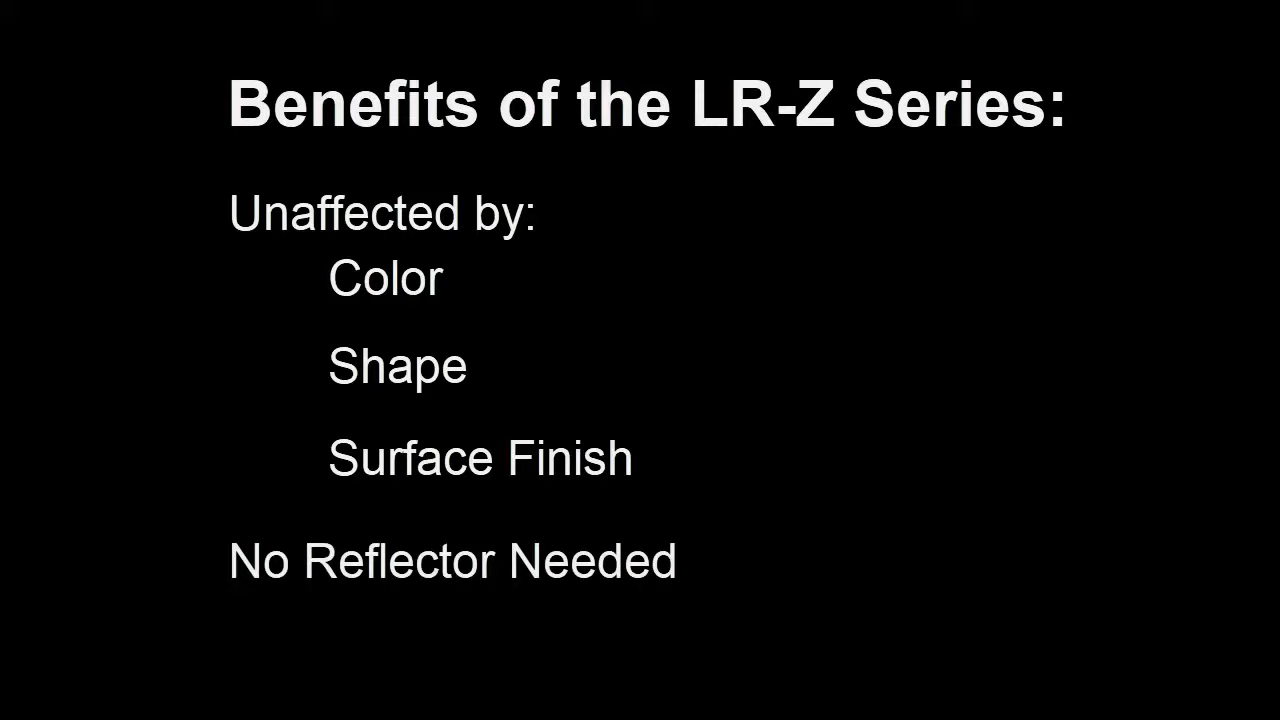 Benefits of the LR-Z Series:
Unaffected by:
Color
Shape
Surface Finish
No Reflector Needed